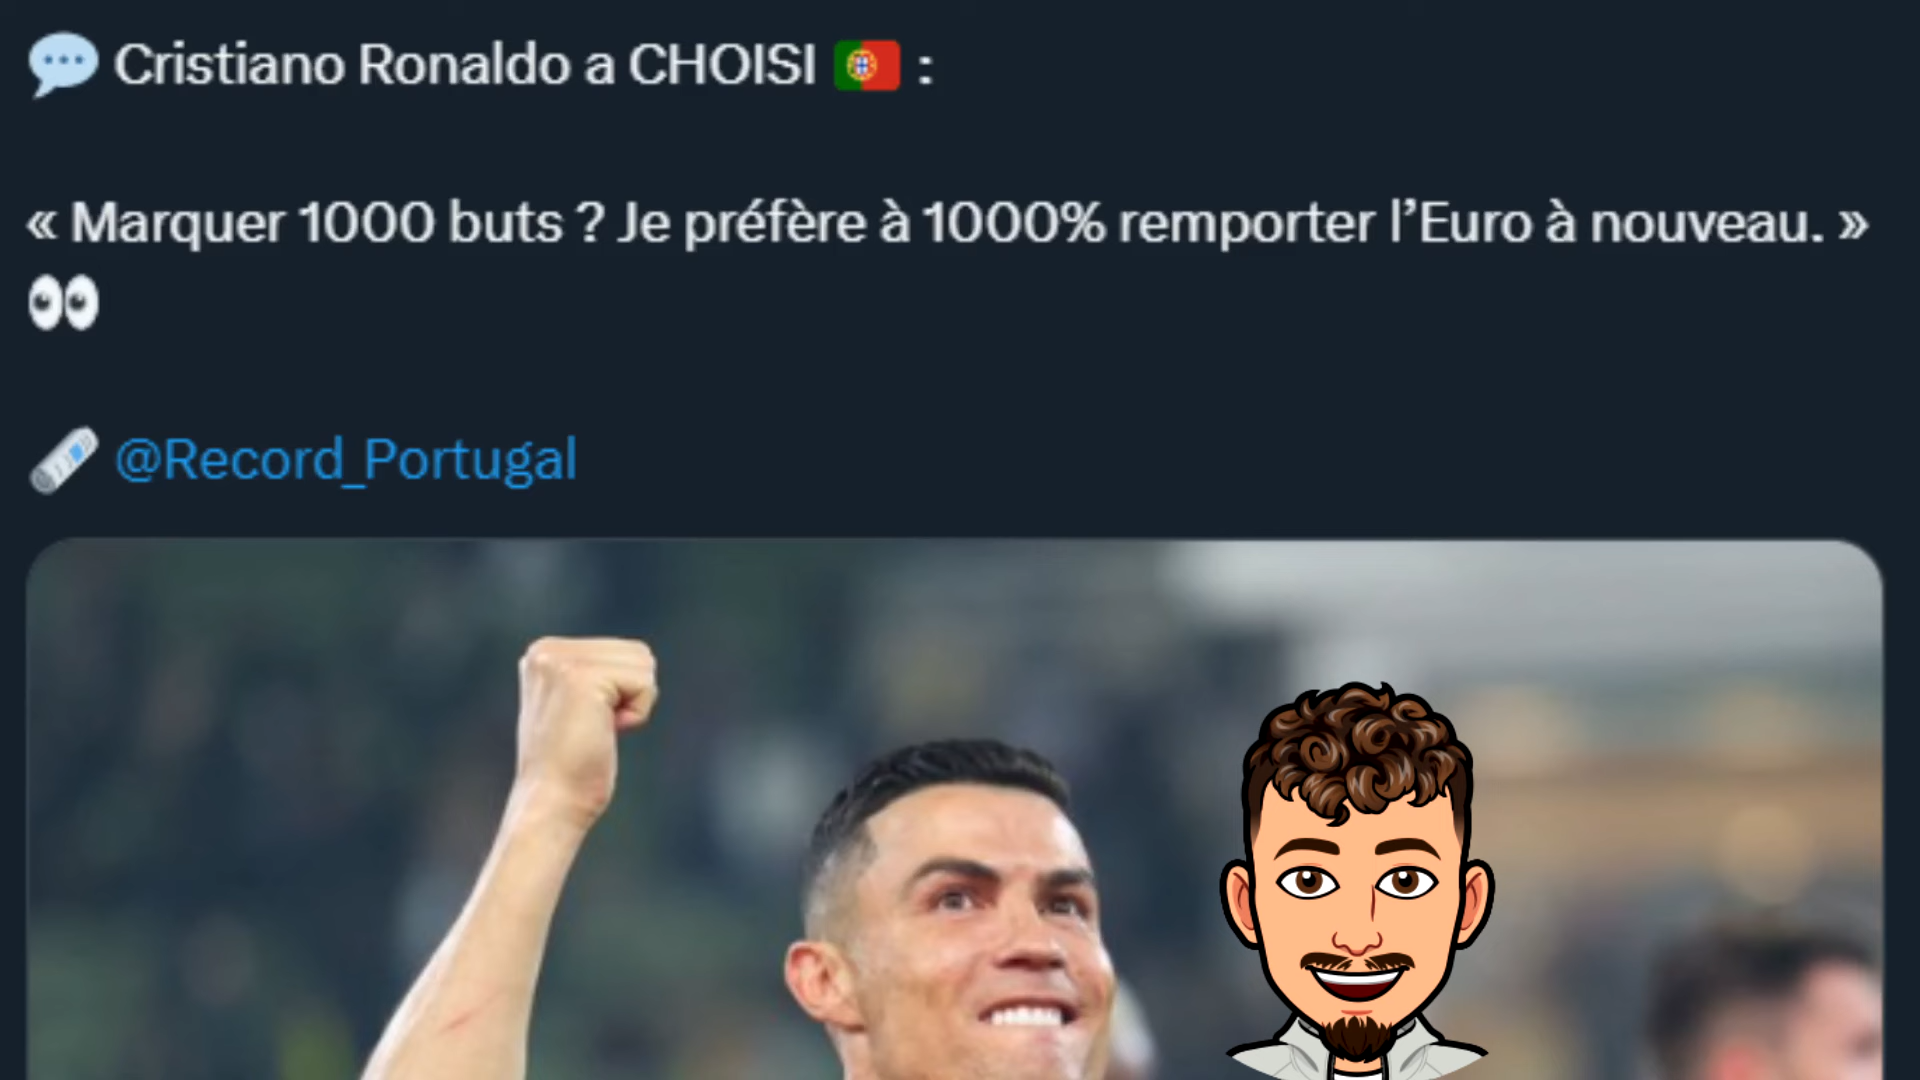 💬 Cristiano Ronaldo a CHOISI 🇵🇹 :
« Marquer 1000 buts ? Je préfère à 1000% remporter l’Euro à nouveau. »
👀
🗞️ @Record_Portugal